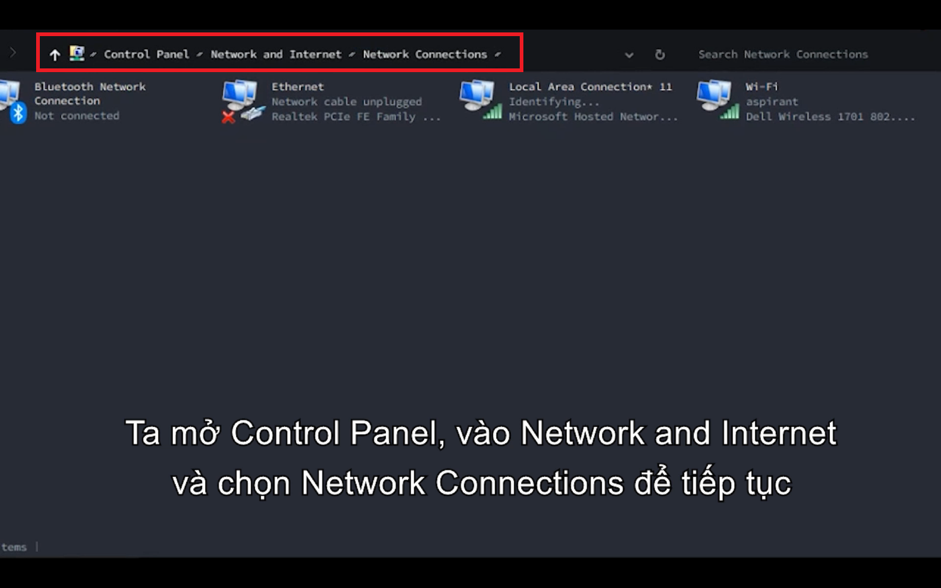 Control Panel Network and Internet Network Connections
Search Network Connections
Bluetooth Network
Connection
Not connected
Ethernet
Network cable unplugged
Realtek PCIe FE Family ...
Local Area Connection* 11
Identifying...
Microsoft Hosted Networ...
Wi-Fi
aspirant
Dell Wireless 1701 802....
Ta mở Control Panel, vào Network and Internet
và chọn Network Connections để tiếp tục
tems